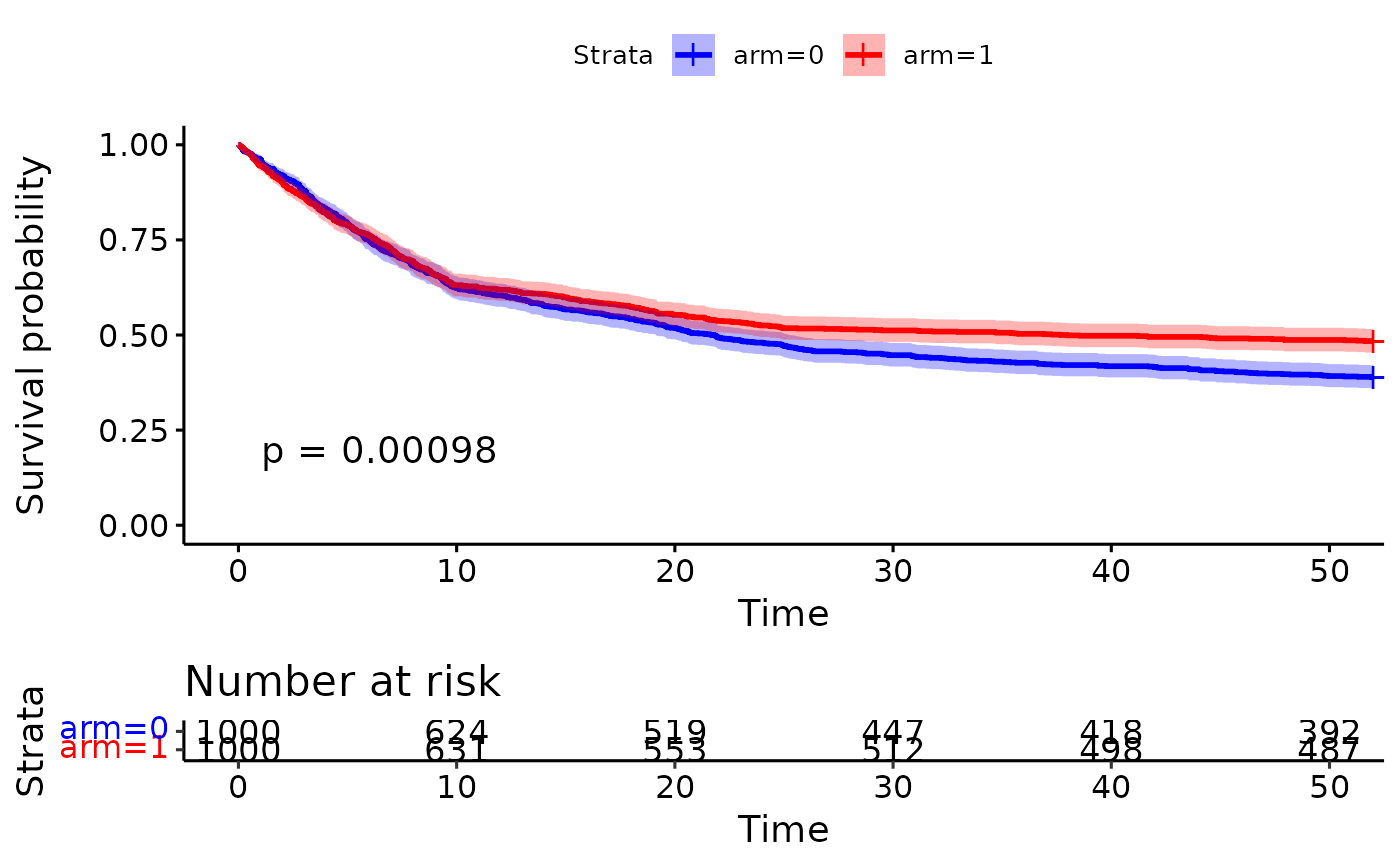 Strata arm=0 arm=1
Survival probability
1.00
0.75
0.50
0.25
0.00
p = 0.00098
0 10 20 30 40 50
Time
Number at risk
Strata
arm=0 1000 624 519 447 418 392
arm=1 1000 631 553 512 498 487
0 10 20 30 40 50
Time